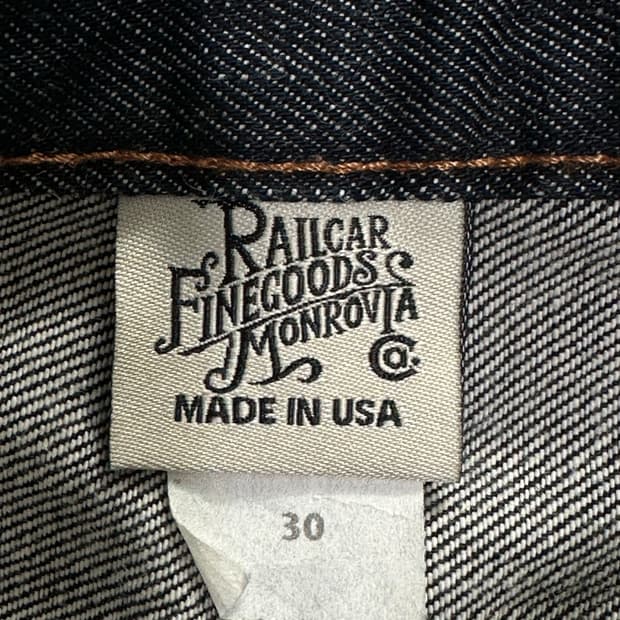 RAILCAR
FINEGOODS
MONROVIA
Ca.
MADE IN USA
30